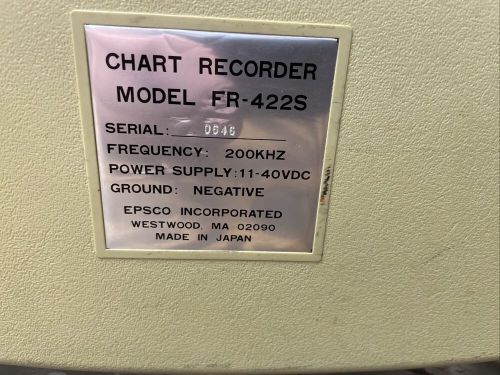 CHART RECORDER
MODEL FR-422S
SERIAL: 0646
FREQUENCY: 200KHZ
POWER SUPPLY:11-40VDC
GROUND: NEGATIVE
EPSCO INCORPORATED
WESTWOOD, MA 02090
MADE IN JAPAN